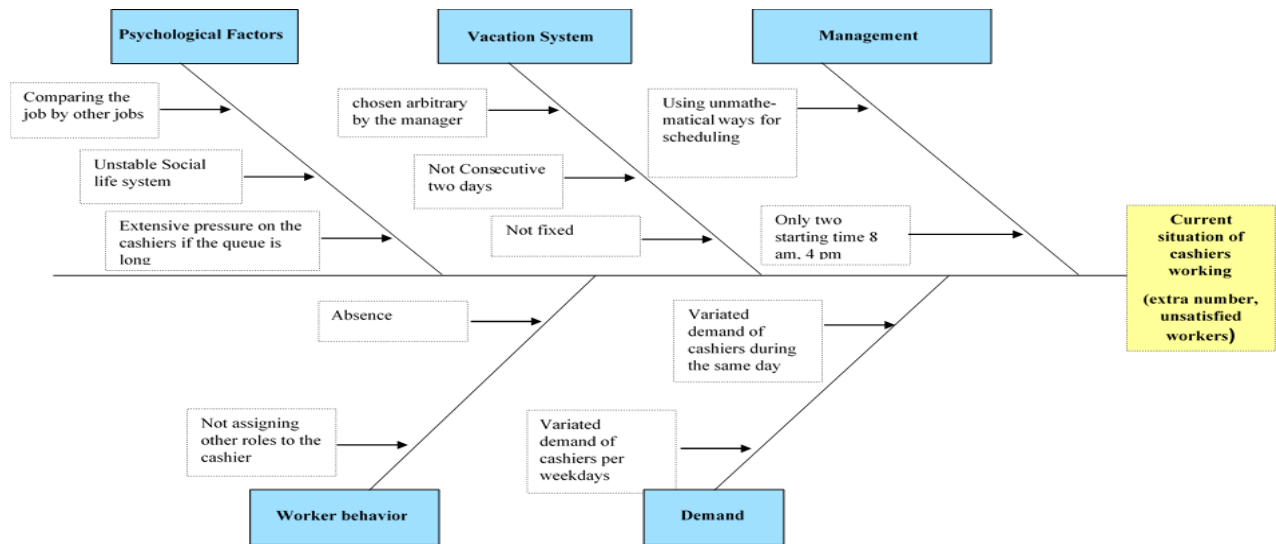 Psychological Factors
Vacation System
Management
Comparing the
job by other jobs
Unstable Social
life system
Extensive pressure on the
cashiers if the queue is
long
chosen arbitrary
by the manager
Not Consecutive
two days
Not fixed
Using unmathe-
matical ways for
scheduling
Only two
starting time 8
am, 4 pm
Current
situation of
cashiers
working
(extra number,
unsatisfied
workers)
Absence
Not assigning
other roles to the
cashier
Variated
demand of
cashiers during
the same day
Variated
demand of
cashiers per
weekdays
Worker behavior
Demand